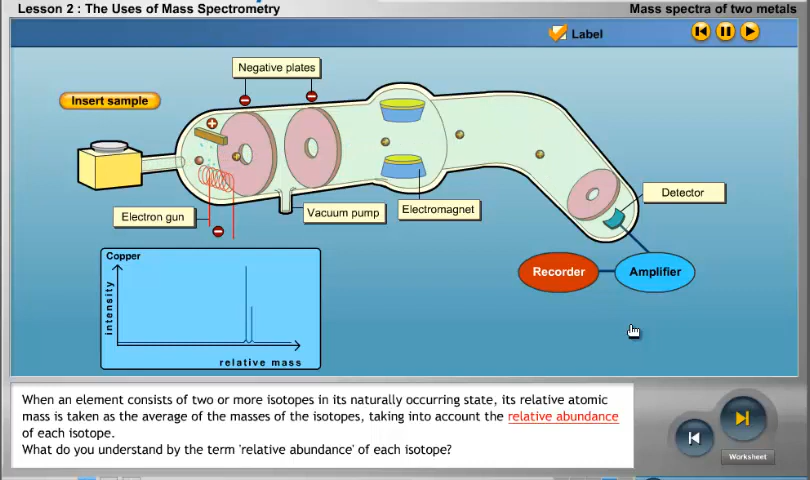 Lesson 2 : The Uses of Mass Spectrometry
Mass spectra of two metals
Label
Negative plates
Insert sample
Detector
Electron gun
Vacuum pump
Electromagnet
Copper
intensity
relative mass
Recorder
Amplifier
When an element consists of two or more isotopes in its naturally occurring state, its relative atomic
mass is taken as the average of the masses of the isotopes, taking into account the relative abundance
of each isotope.
What do you understand by the term 'relative abundance' of each isotope?
Worksheet